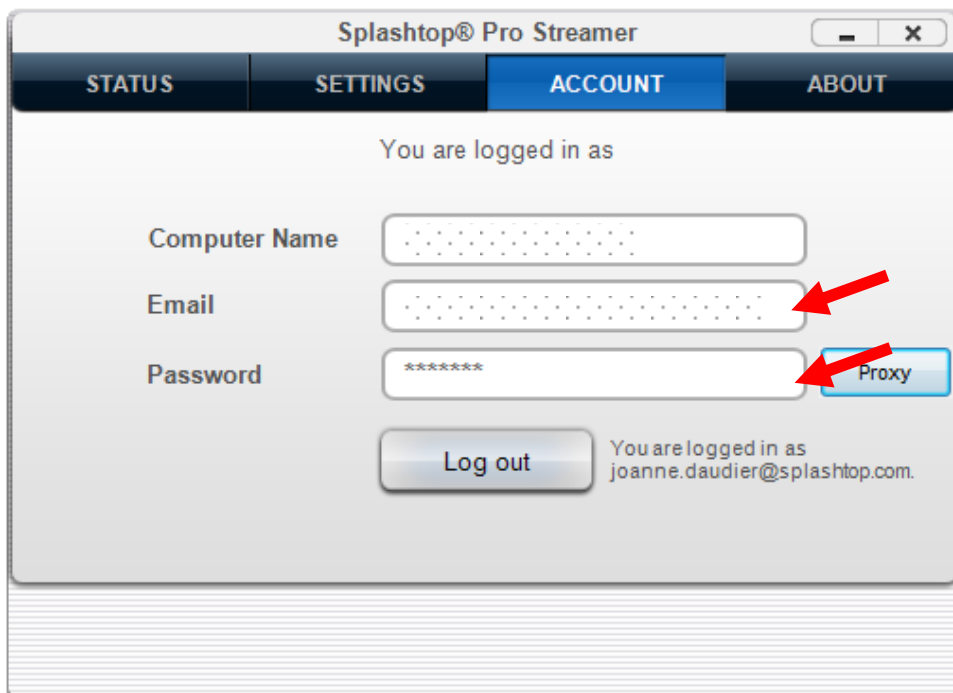 Splashtop® Pro Streamer
STATUS SETTINGS ACCOUNT ABOUT
You are logged in as
Computer Name
Email
Password ******* Proxy
Log out
You are logged in as
joanne.daudier@splashtop.com.